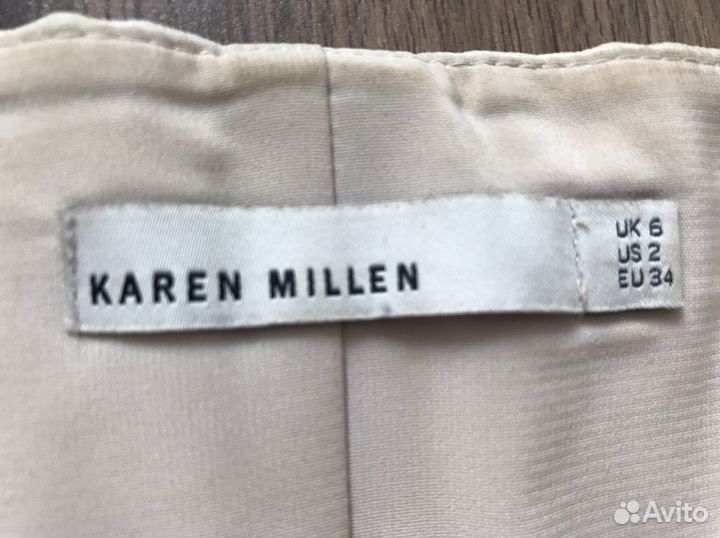 KAREN MILLEN
UK 6
US 2
EU 34
Avito